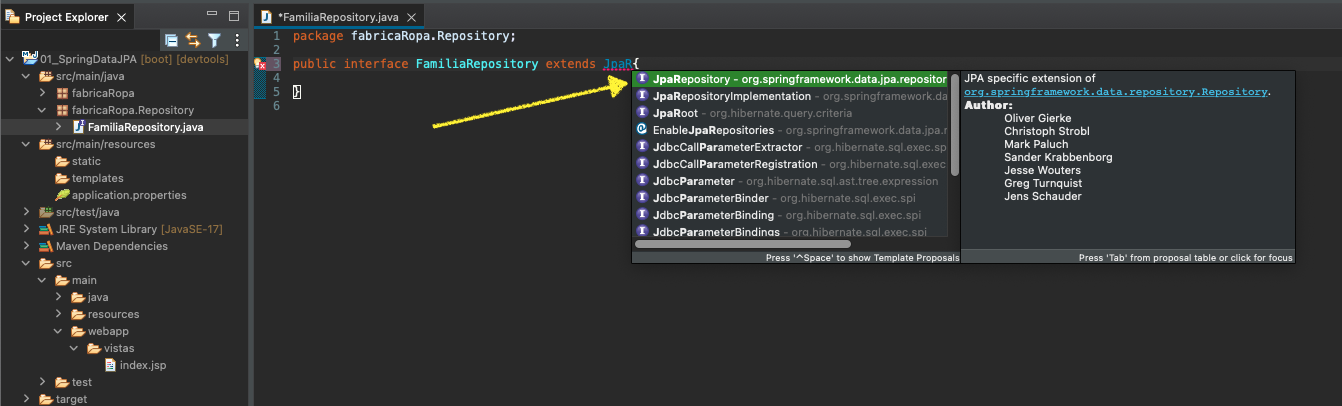 Project Explorer
01_SpringDataJPA [boot] [devtools]
src/main/java
fabricaRopa
fabricaRopa.Repository
FamiliaRepository.java
src/main/resources
static
templates
application.properties
src/test/java
JRE System Library [JavaSE-17]
Maven Dependencies
src
main
java
resources
webapp
vistas
index.jsp
test
target
*FamiliaRepository.java
1 package fabricaRopa.Repository;
2
3 public interface FamiliaRepository extends JpaR{
4
5 }
6
JpaRepository - org.springframework.data.jpa.repositor
JpaRepositoryImplementation - org.springframework.da
JpaRoot - org.hibernate.query.criteria
EnableJpaRepositories - org.springframework.data.jpa.r
JdbcCallParameterExtractor - org.hibernate.sql.exec.sp
JdbcCallParameterRegistration - org.hibernate.sql.exec
JdbcParameter - org.hibernate.sql.ast.tree.expression
JdbcParameterBinder - org.hibernate.sql.exec.spi
JdbcParameterBinding - org.hibernate.sql.exec.spi
JdbcParameterBindings - org.hibernate.sql.exec.spi
Press '^Space' to show Template Proposals
JPA specific extension of
org.springframework.data.repository.Repository.
Author:
Oliver Gierke
Christoph Strobl
Mark Paluch
Sander Krabbenborg
Jesse Wouters
Greg Turnquist
Jens Schauder
Press 'Tab' from proposal table or click for focus